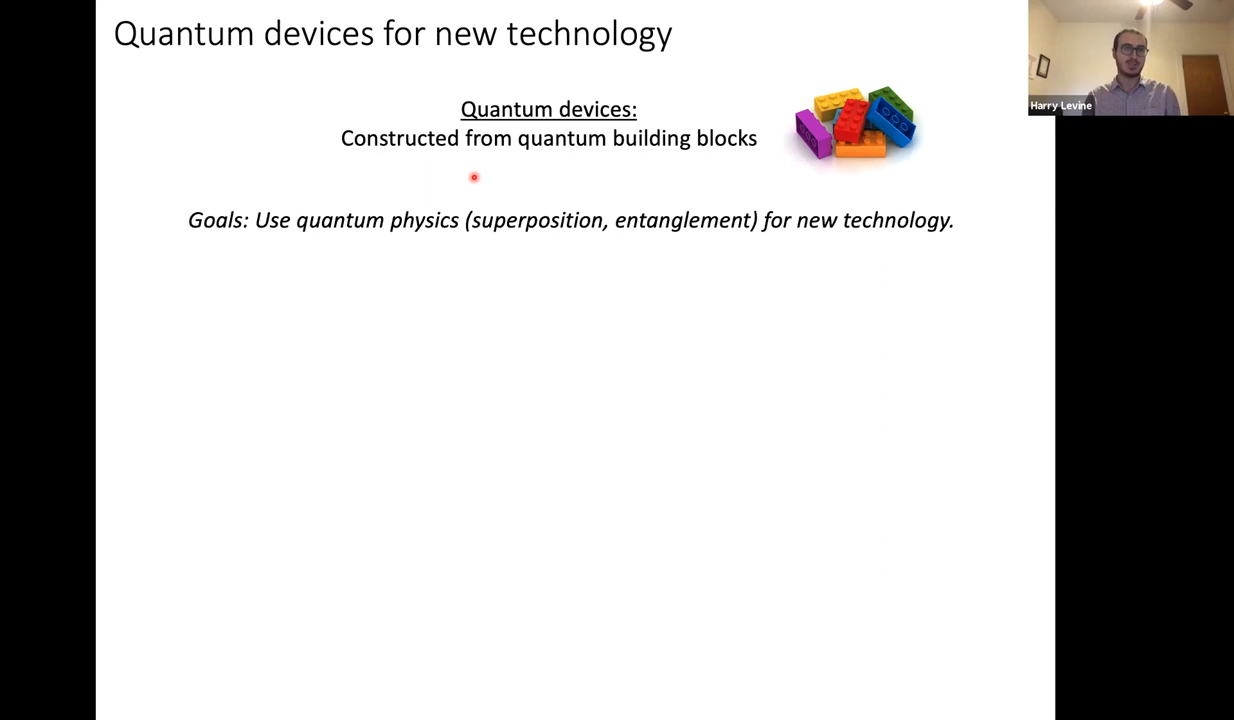 Quantum devices for new technology
Harry Levine
Quantum devices:
Constructed from quantum building blocks
Goals: Use quantum physics (superposition, entanglement) for new technology.